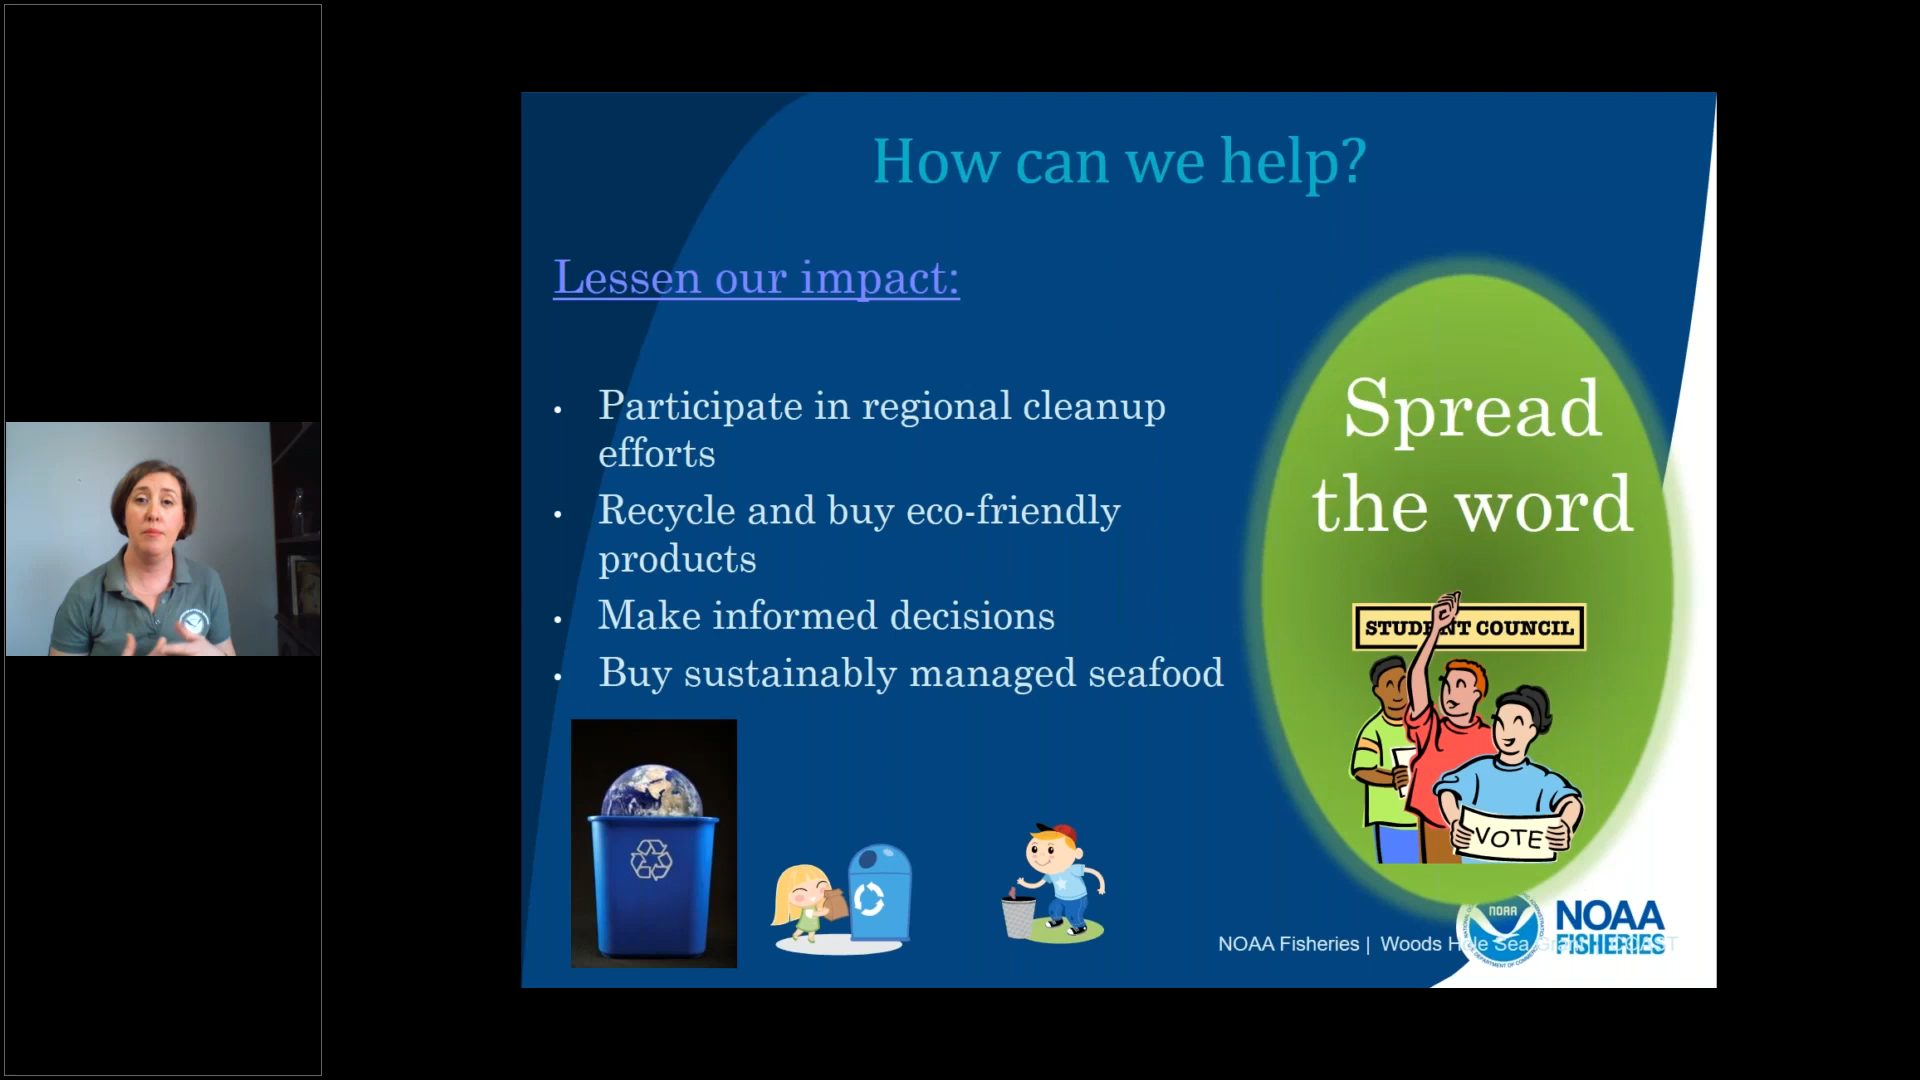 How can we help?
Lessen our impact:
• Participate in regional cleanup
efforts
• Recycle and buy eco-friendly
products
• Make informed decisions
• Buy sustainably managed seafood
Spread
the word
STUDENT COUNCIL
VOTE
NOAA
NOAA
FISHERIES
NOAA Fisheries | Woods Hole Sea Grant